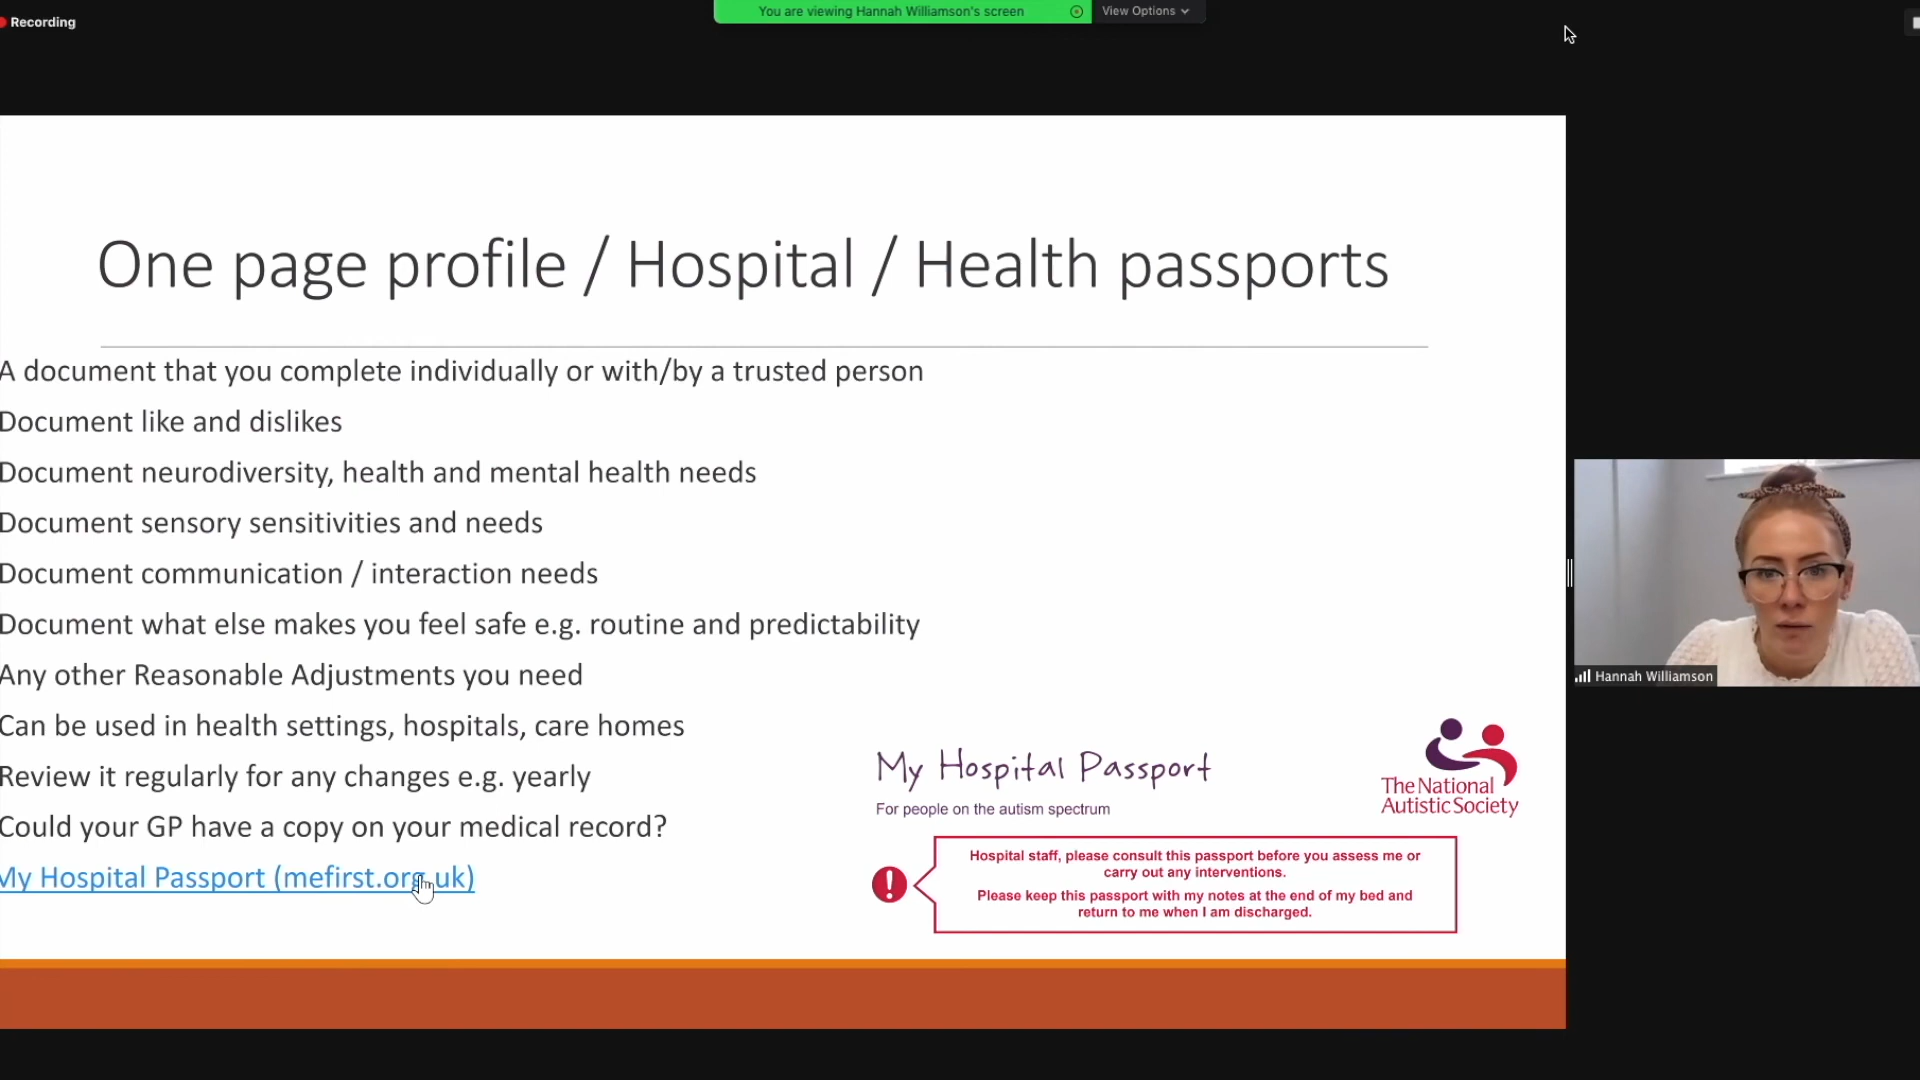 Recording
You are viewing Hannah Williamson's screen
View Options
One page profile / Hospital / Health passports
A document that you complete individually or with/by a trusted person
Document like and dislikes
Document neurodiversity, health and mental health needs
Document sensory sensitivities and needs
Document communication / interaction needs
Document what else makes you feel safe e.g. routine and predictability
Any other Reasonable Adjustments you need
Can be used in health settings, hospitals, care homes
Review it regularly for any changes e.g. yearly
Could your GP have a copy on your medical record?
My Hospital Passport (mefirst.org.uk)
My Hospital Passport
For people on the autism spectrum
The National
Autistic Society
Hospital staff, please consult this passport before you assess me or
carry out any interventions.
Please keep this passport with my notes at the end of my bed and
return to me when I am discharged.
Hannah Williamson